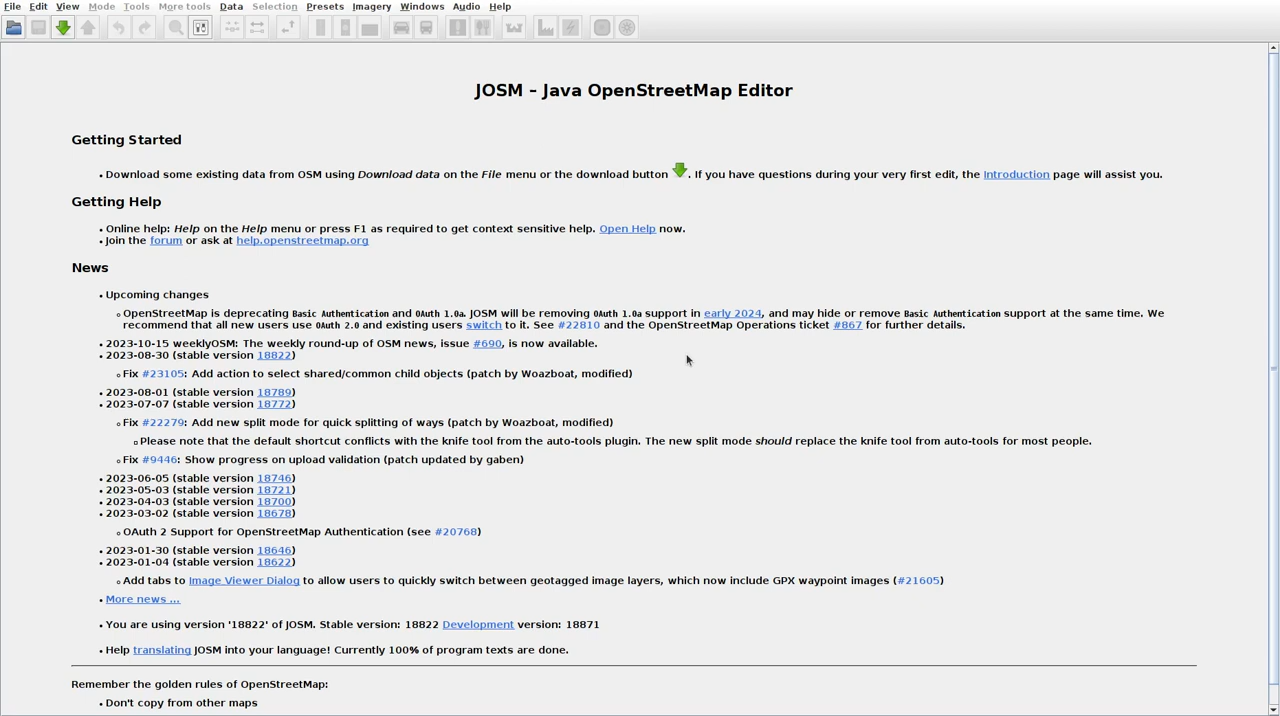 File Edit View Mode Tools More tools Data Selection Presets Imagery Windows Audio Help
JOSM – Java OpenStreetMap Editor
Getting Started
Download some existing data from OSM using Download data on the File menu or the download button . If you have questions during your very first edit, the Introduction page will assist you.
Getting Help
Online help: Help on the Help menu or press F1 as required to get context sensitive help. Open Help now.
Join the forum or ask at help.openstreetmap.org
News
Upcoming changes
OpenStreetMap is deprecating Basic Authentication and OAuth 1.0a. JOSM will be removing OAuth 1.0a support in early 2024, and may hide or remove Basic Authentication support at the same time. We
recommend that all new users use OAuth 2.0 and existing users switch to it. See #22810 and the OpenStreetMap Operations ticket #867 for further details.
2023-10-15 weeklyOSM: The weekly round-up of OSM news, issue #690, is now available.
2023-08-30 (stable version 18822)
Fix #23105: Add action to select shared/common child objects (patch by Woazboat, modified)
2023-08-01 (stable version 18789)
2023-07-07 (stable version 18772)
Fix #22279: Add new split mode for quick splitting of ways (patch by Woazboat, modified)
Please note that the default shortcut conflicts with the knife tool from the auto-tools plugin. The new split mode should replace the knife tool from auto-tools for most people.
Fix #9446: Show progress on upload validation (patch updated by gaben)
2023-06-05 (stable version 18746)
2023-05-03 (stable version 18721)
2023-04-03 (stable version 18700)
2023-03-02 (stable version 18678)
OAuth 2 Support for OpenStreetMap Authentication (see #20768)
2023-01-30 (stable version 18646)
2023-01-04 (stable version 18622)
Add tabs to Image Viewer Dialog to allow users to quickly switch between geotagged image layers, which now include GPX waypoint images (#21605)
More news ...
You are using version '18822' of JOSM. Stable version: 18822 Development version: 18871
Help translating JOSM into your language! Currently 100% of program texts are done.
Remember the golden rules of OpenStreetMap:
Don't copy from other maps